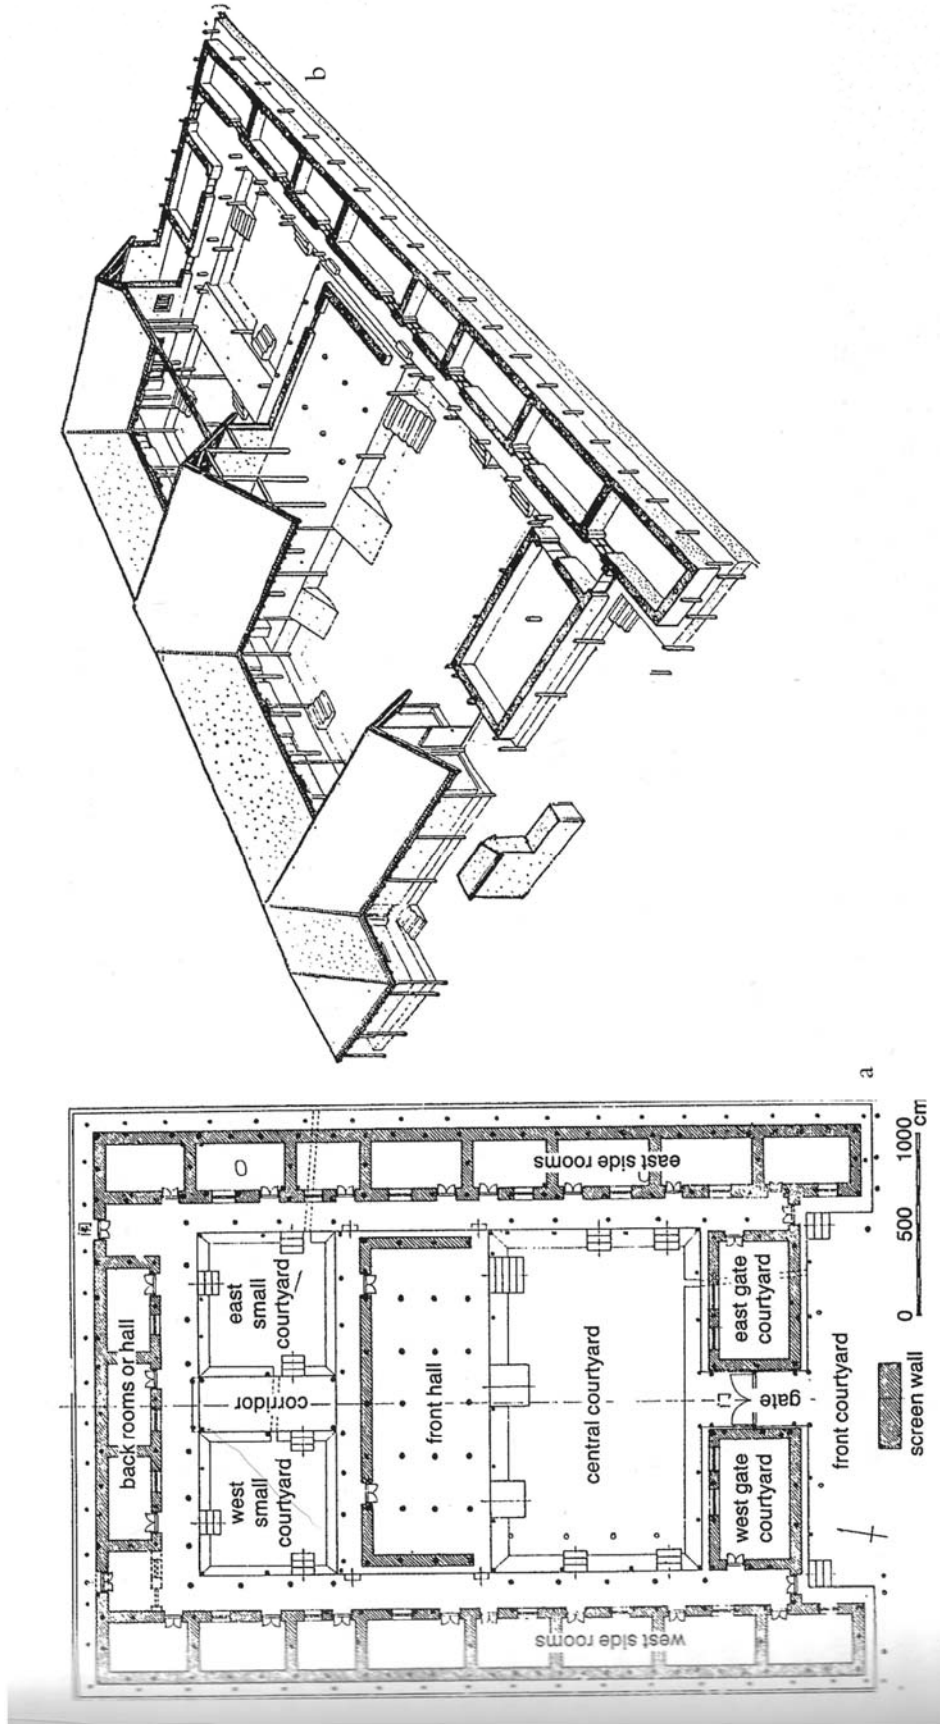 b
a
back rooms or hall
west
small
courtyard
corridor
east
small
courtyard
front hall
central courtyard
east side rooms
west side rooms
west gate
courtyard
gate
east gate
courtyard
front courtyard
screen wall
0 500 1000
cm